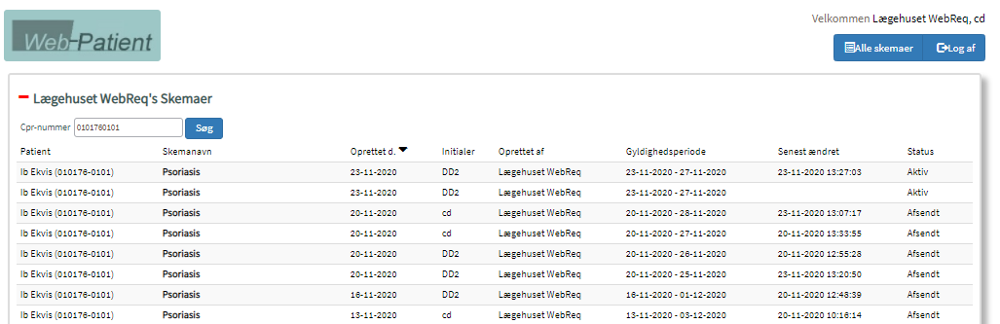 Web-Patient
Velkommen Lægehuset WebReq, cd
Alle skemaer Log af
Lægehuset WebReq's Skemaer
Cpr-nummer 0101760101 Søg
Patient Skemanavn Oprettet d. Initialer Oprettet af Gyldighedsperiode Senest ændret Status
Ib Ekvis (010176-0101) Psoriasis 23-11-2020 DD2 Lægehuset WebReq 23-11-2020 - 27-11-2020 23-11-2020 13:27:03 Aktiv
Ib Ekvis (010176-0101) Psoriasis 23-11-2020 DD2 Lægehuset WebReq 23-11-2020 - 27-11-2020 Aktiv
Ib Ekvis (010176-0101) Psoriasis 20-11-2020 cd Lægehuset WebReq 20-11-2020 - 28-11-2020 23-11-2020 13:07:17 Afsendt
Ib Ekvis (010176-0101) Psoriasis 20-11-2020 cd Lægehuset WebReq 20-11-2020 - 27-11-2020 20-11-2020 13:33:55 Afsendt
Ib Ekvis (010176-0101) Psoriasis 20-11-2020 DD2 Lægehuset WebReq 20-11-2020 - 26-11-2020 20-11-2020 12:55:28 Afsendt
Ib Ekvis (010176-0101) Psoriasis 20-11-2020 DD2 Lægehuset WebReq 20-11-2020 - 25-11-2020 23-11-2020 13:20:50 Afsendt
Ib Ekvis (010176-0101) Psoriasis 16-11-2020 DD2 Lægehuset WebReq 16-11-2020 - 01-12-2020 20-11-2020 12:48:39 Afsendt
Ib Ekvis (010176-0101) Psoriasis 13-11-2020 cd Lægehuset WebReq 13-11-2020 - 03-12-2020 20-11-2020 10:16:14 Afsendt